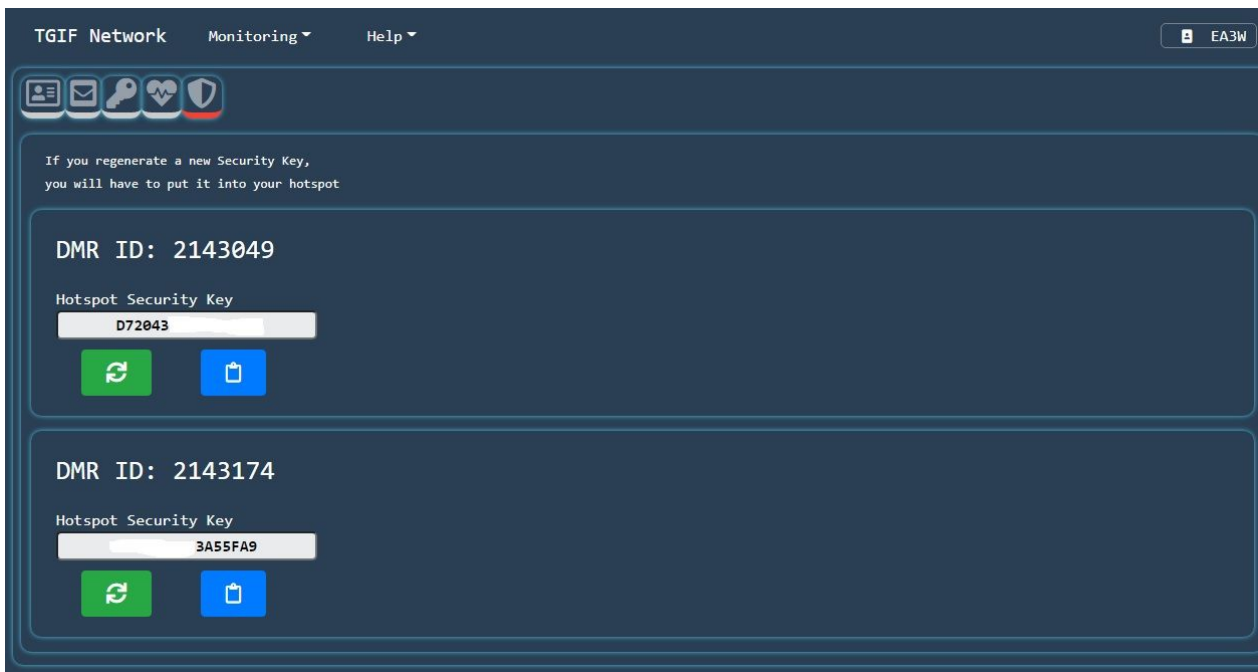 TGIF Network Monitoring Help EA3W
If you regenerate a new Security Key,
you will have to put it into your hotspot
DMR ID: 2143049
Hotspot Security Key
D72043
DMR ID: 2143174
Hotspot Security Key
3A55FA9